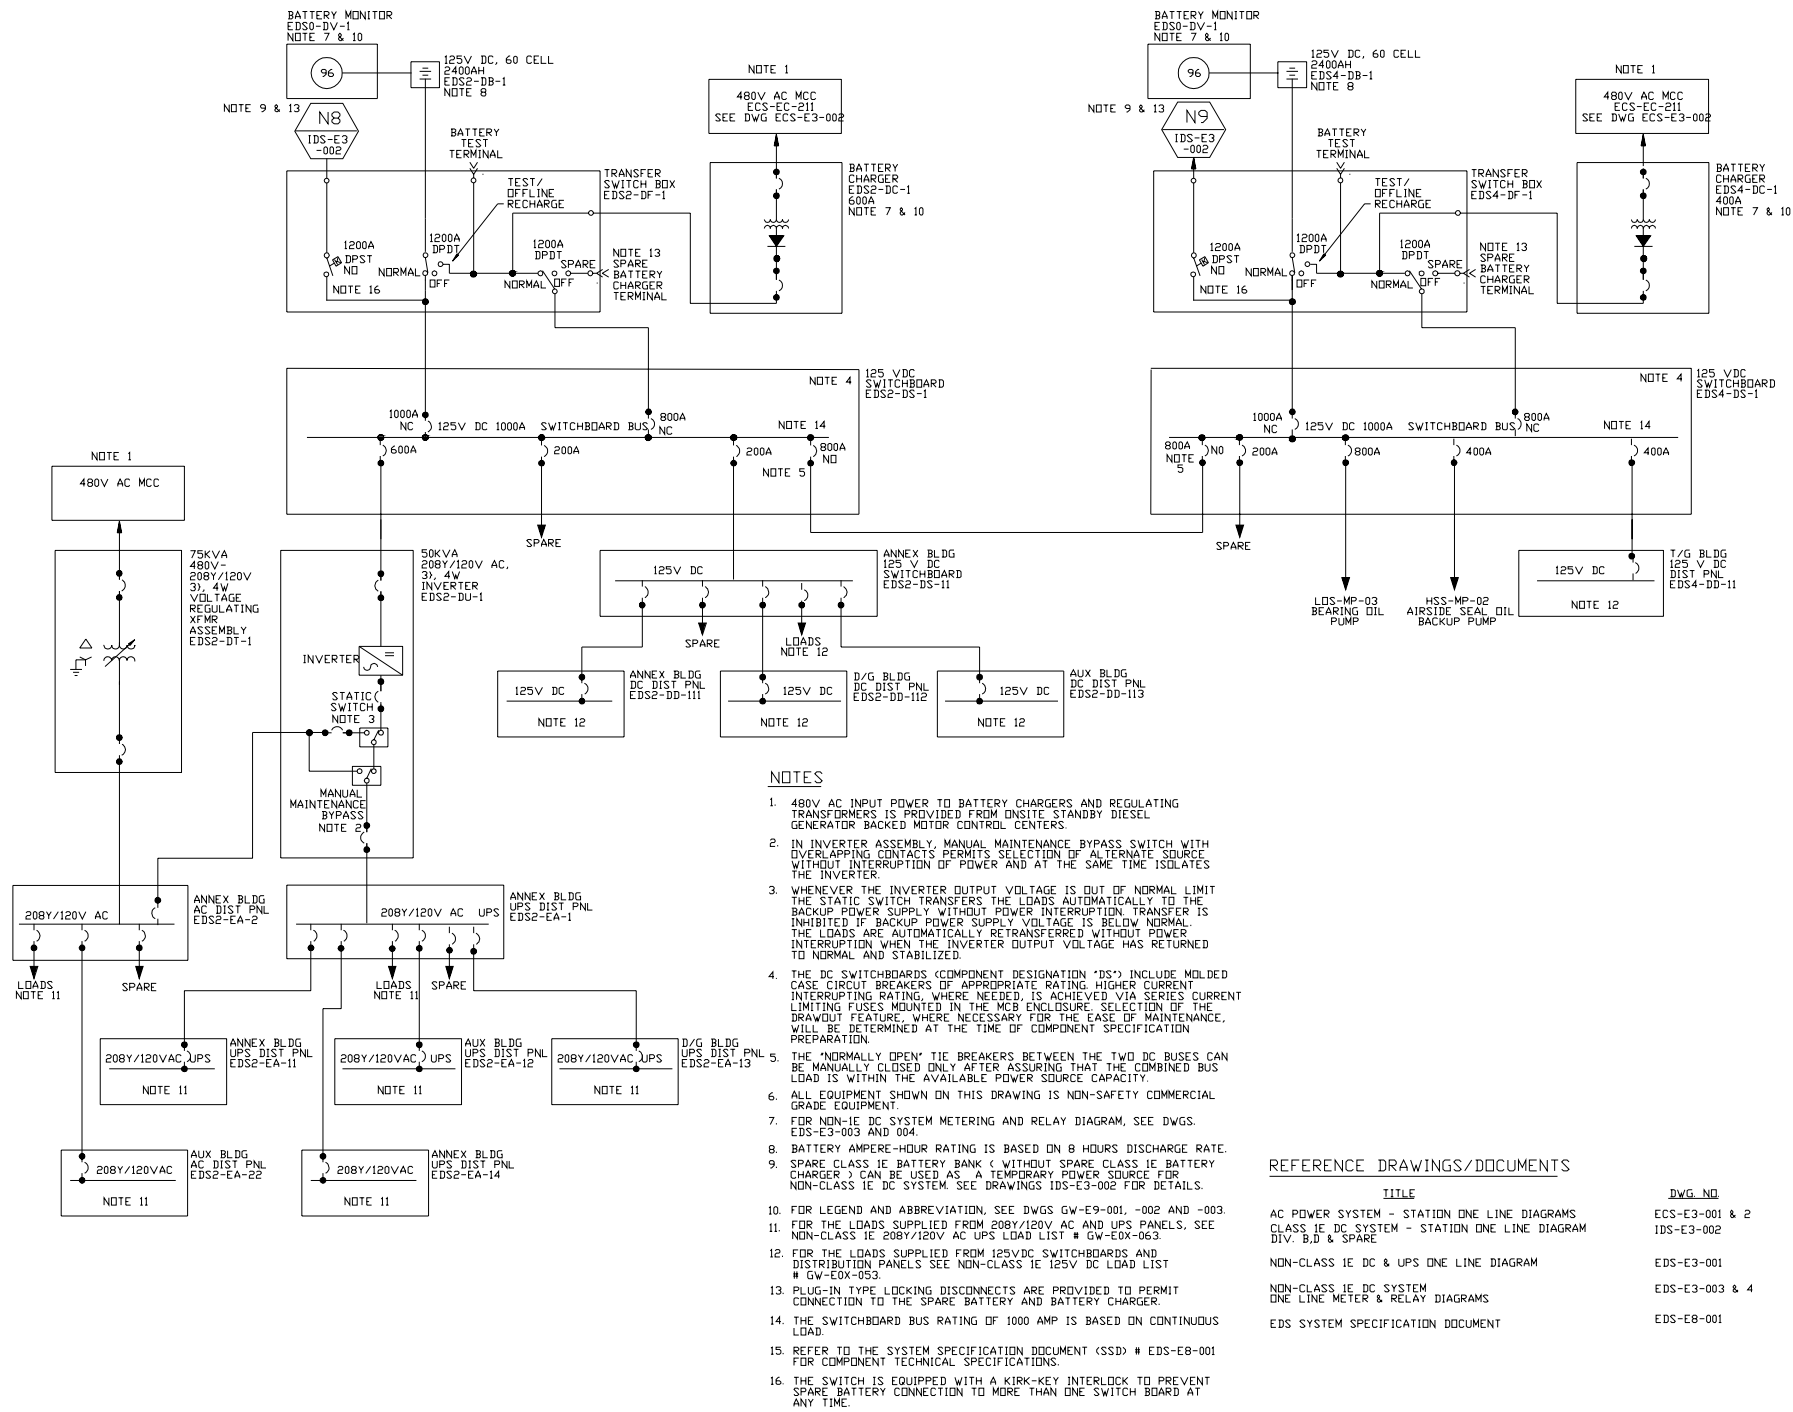 BATTERY MONITOR
EDS0-DV-1
NOTE 7 & 10
96
125V DC, 60 CELL
2400AH
EDS2-DB-1
NOTE 8
NOTE 9 & 13
N8
IDS-E3
-002
BATTERY
TEST
TERMINAL
NOTE 1
480V AC MCC
ECS-EC-211
SEE DWG ECS-E3-002
TEST/
OFFLINE
RECHARGE
TRANSFER
SWITCH BOX
EDS2-DF-1
BATTERY
CHARGER
EDS2-DC-1
600A
NOTE 7 & 10
1200A
DPST
NO
NOTE 16
1200A
DPDT
NORMAL
OFF
1200A
DPDT
SPARE
NORMAL
OFF
NOTE 13
SPARE
BATTERY
CHARGER
TERMINAL
BATTERY MONITOR
EDS0-DV-1
NOTE 7 & 10
96
125V DC, 60 CELL
2400AH
EDS4-DB-1
NOTE 8
NOTE 9 & 13
N9
IDS-E3
-002
BATTERY
TEST
TERMINAL
NOTE 1
480V AC MCC
ECS-EC-211
SEE DWG ECS-E3-002
TEST/
OFFLINE
RECHARGE
TRANSFER
SWITCH BOX
EDS4-DF-1
BATTERY
CHARGER
EDS4-DC-1
400A
NOTE 7 & 10
1200A
DPST
NO
NOTE 16
1200A
DPDT
NORMAL
OFF
1200A
DPDT
SPARE
NORMAL
OFF
NOTE 13
SPARE
BATTERY
CHARGER
TERMINAL
NOTE 4
125 VDC
SWITCHBOARD
EDS2-DS-1
1000A
NC
125V DC 1000A
SWITCHBOARD BUS
800A
NC
NOTE 14
600A
200A
200A
800A
NO
NOTE 5
SPARE
NOTE 4
125 VDC
SWITCHBOARD
EDS4-DS-1
1000A
NC
125V DC 1000A
SWITCHBOARD BUS
800A
NC
NOTE 14
800A
NOTE
5
NO
200A
800A
400A
400A
SPARE
LOS-MP-03
BEARING OIL
PUMP
HSS-MP-02
AIRSIDE SEAL OIL
BACKUP PUMP
125V DC
NOTE 12
T/G BLDG
125 V DC
DIST PNL
EDS4-DD-11
NOTE 1
480V AC MCC
75KVA
480V-
208Y/120V
3), 4W
VOLTAGE
REGULATING
XFMR
ASSEMBLY
EDS2-DT-1
50KVA
208Y/120V AC,
3), 4W
INVERTER
EDS2-DU-1
INVERTER
STATIC
SWITCH
NOTE 3
MANUAL
MAINTENANCE
BYPASS
NOTE 2
125V DC
ANNEX BLDG
125 V DC
SWITCHBOARD
EDS2-DS-11
SPARE
LOADS
NOTE 12
125V DC
NOTE 12
ANNEX BLDG
DC DIST PNL
EDS2-DD-111
125V DC
NOTE 12
D/G BLDG
DC DIST PNL
EDS2-DD-112
125V DC
NOTE 12
AUX BLDG
DC DIST PNL
EDS2-DD-113
208Y/120V AC
ANNEX BLDG
AC DIST PNL
EDS2-EA-2
LOADS
NOTE 11
SPARE
208Y/120V AC UPS
ANNEX BLDG
UPS DIST PNL
EDS2-EA-1
LOADS
NOTE 11
SPARE
208Y/120VAC UPS
NOTE 11
ANNEX BLDG
UPS DIST PNL
EDS2-EA-11
208Y/120VAC UPS
NOTE 11
AUX BLDG
UPS DIST PNL
EDS2-EA-12
208Y/120VAC UPS
NOTE 11
D/G BLDG
UPS DIST PNL
EDS2-EA-13
208Y/120VAC
NOTE 11
AUX BLDG
AC DIST PNL
EDS2-EA-22
208Y/120VAC
NOTE 11
ANNEX BLDG
UPS DIST PNL
EDS2-EA-14
NOTES
1. 480V AC INPUT POWER TO BATTERY CHARGERS AND REGULATING
TRANSFORMERS IS PROVIDED FROM ONSITE STANDBY DIESEL
GENERATOR BACKED MOTOR CONTROL CENTERS.
2. IN INVERTER ASSEMBLY, MANUAL MAINTENANCE BYPASS SWITCH WITH
OVERLAPPING CONTACTS PERMITS SELECTION OF ALTERNATE SOURCE
WITHOUT INTERRUPTION OF POWER AND AT THE SAME TIME ISOLATES
THE INVERTER.
3. WHENEVER THE INVERTER OUTPUT VOLTAGE IS OUT OF NORMAL LIMIT
THE STATIC SWITCH TRANSFERS THE LOADS AUTOMATICALLY TO THE
BACKUP POWER SUPPLY WITHOUT POWER INTERRUPTION. TRANSFER IS
INHIBITED IF BACKUP POWER SUPPLY VOLTAGE IS BELOW NORMAL.
THE LOADS ARE AUTOMATICALLY RETRANSFERRED WITHOUT POWER
INTERRUPTION WHEN THE INVERTER OUTPUT VOLTAGE HAS RETURNED
TO NORMAL AND STABILIZED.
4. THE DC SWITCHBOARDS (COMPONENT DESIGNATION "DS") INCLUDE MOLDED
CASE CIRCUT BREAKERS OF APPROPRIATE RATING. HIGHER CURRENT
INTERRUPTING RATING, WHERE NEEDED, IS ACHIEVED VIA SERIES CURRENT
LIMITING FUSES MOUNTED IN THE MCB ENCLOSURE. SELECTION OF THE
DRAWOUT FEATURE, WHERE NECESSARY FOR THE EASE OF MAINTENANCE,
WILL BE DETERMINED AT THE TIME OF COMPONENT SPECIFICATION
PREPARATION.
5. THE "NORMALLY OPEN" TIE BREAKERS BETWEEN THE TWO DC BUSES CAN
BE MANUALLY CLOSED ONLY AFTER ASSURING THAT THE COMBINED BUS
LOAD IS WITHIN THE AVAILABLE POWER SOURCE CAPACITY.
6. ALL EQUIPMENT SHOWN ON THIS DRAWING IS NON-SAFETY COMMERCIAL
GRADE EQUIPMENT.
7. FOR NON-1E DC SYSTEM METERING AND RELAY DIAGRAM, SEE DWGS.
EDS-E3-003 AND 004.
8. BATTERY AMPERE-HOUR RATING IS BASED ON 8 HOURS DISCHARGE RATE.
9. SPARE CLASS 1E BATTERY BANK ( WITHOUT SPARE CLASS 1E BATTERY
CHARGER ) CAN BE USED AS A TEMPORARY POWER SOURCE FOR
NON-CLASS 1E DC SYSTEM. SEE DRAWINGS IDS-E3-002 FOR DETAILS.
10. FOR LEGEND AND ABBREVIATION, SEE DWGS GW-E9-001, -002 AND -003.
11. FOR THE LOADS SUPPLIED FROM 208Y/120V AC AND UPS PANELS, SEE
NON-CLASS 1E 208Y/120V AC UPS LOAD LIST # GW-E0X-063.
12. FOR THE LOADS SUPPLIED FROM 125VDC SWITCHBOARDS AND
DISTRIBUTION PANELS SEE NON-CLASS 1E 125V DC LOAD LIST
# GW-E0X-053.
13. PLUG-IN TYPE LOCKING DISCONNECTS ARE PROVIDED TO PERMIT
CONNECTION TO THE SPARE BATTERY AND BATTERY CHARGER.
14. THE SWITCHBOARD BUS RATING OF 1000 AMP IS BASED ON CONTINUOUS
LOAD.
15. REFER TO THE SYSTEM SPECIFICATION DOCUMENT (SSD) # EDS-E8-001
FOR COMPONENT TECHNICAL SPECIFICATIONS.
16. THE SWITCH IS EQUIPPED WITH A KIRK-KEY INTERLOCK TO PREVENT
SPARE BATTERY CONNECTION TO MORE THAN ONE SWITCH BOARD AT
ANY TIME.
REFERENCE DRAWINGS/DOCUMENTS
TITLE DWG. NO.
AC POWER SYSTEM - STATION ONE LINE DIAGRAMS ECS-E3-001 & 2
CLASS 1E DC SYSTEM - STATION ONE LINE DIAGRAM IDS-E3-002
DIV. B,D & SPARE
NON-CLASS 1E DC & UPS ONE LINE DIAGRAM EDS-E3-001
NON-CLASS 1E DC SYSTEM EDS-E3-003 & 4
ONE LINE METER & RELAY DIAGRAMS
EDS SYSTEM SPECIFICATION DOCUMENT EDS-E8-001